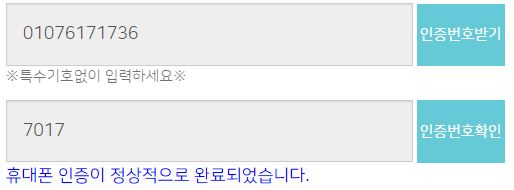 01076171736 인증번호받기
※특수기호없이 입력하세요※
7017 인증번호확인
휴대폰 인증이 정상적으로 완료되었습니다.